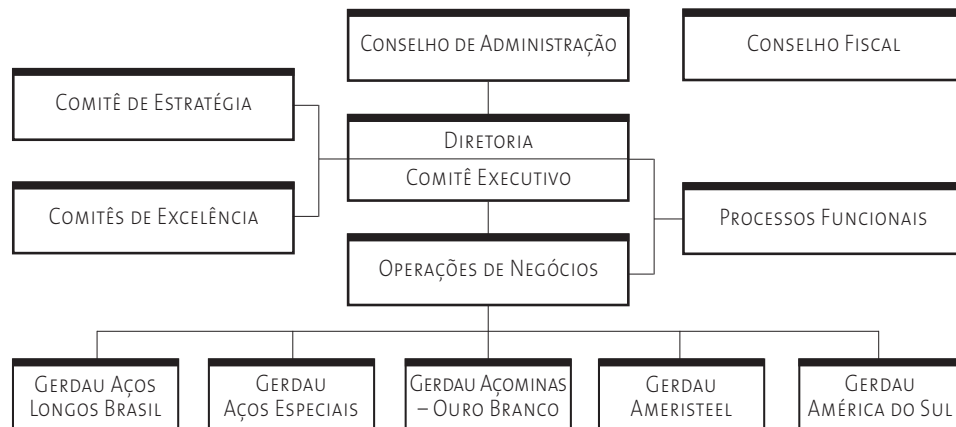 Conselho de Administração
Conselho Fiscal
Comitê de Estratégia
Diretoria
Comitê Executivo
Comitês de Excelência
Processos Funcionais
Operações de Negócios
Gerdau Aços
Longos Brasil
Gerdau
Aços Especiais
Gerdau Açominas
– Ouro Branco
Gerdau
Ameristeel
Gerdau
América do Sul